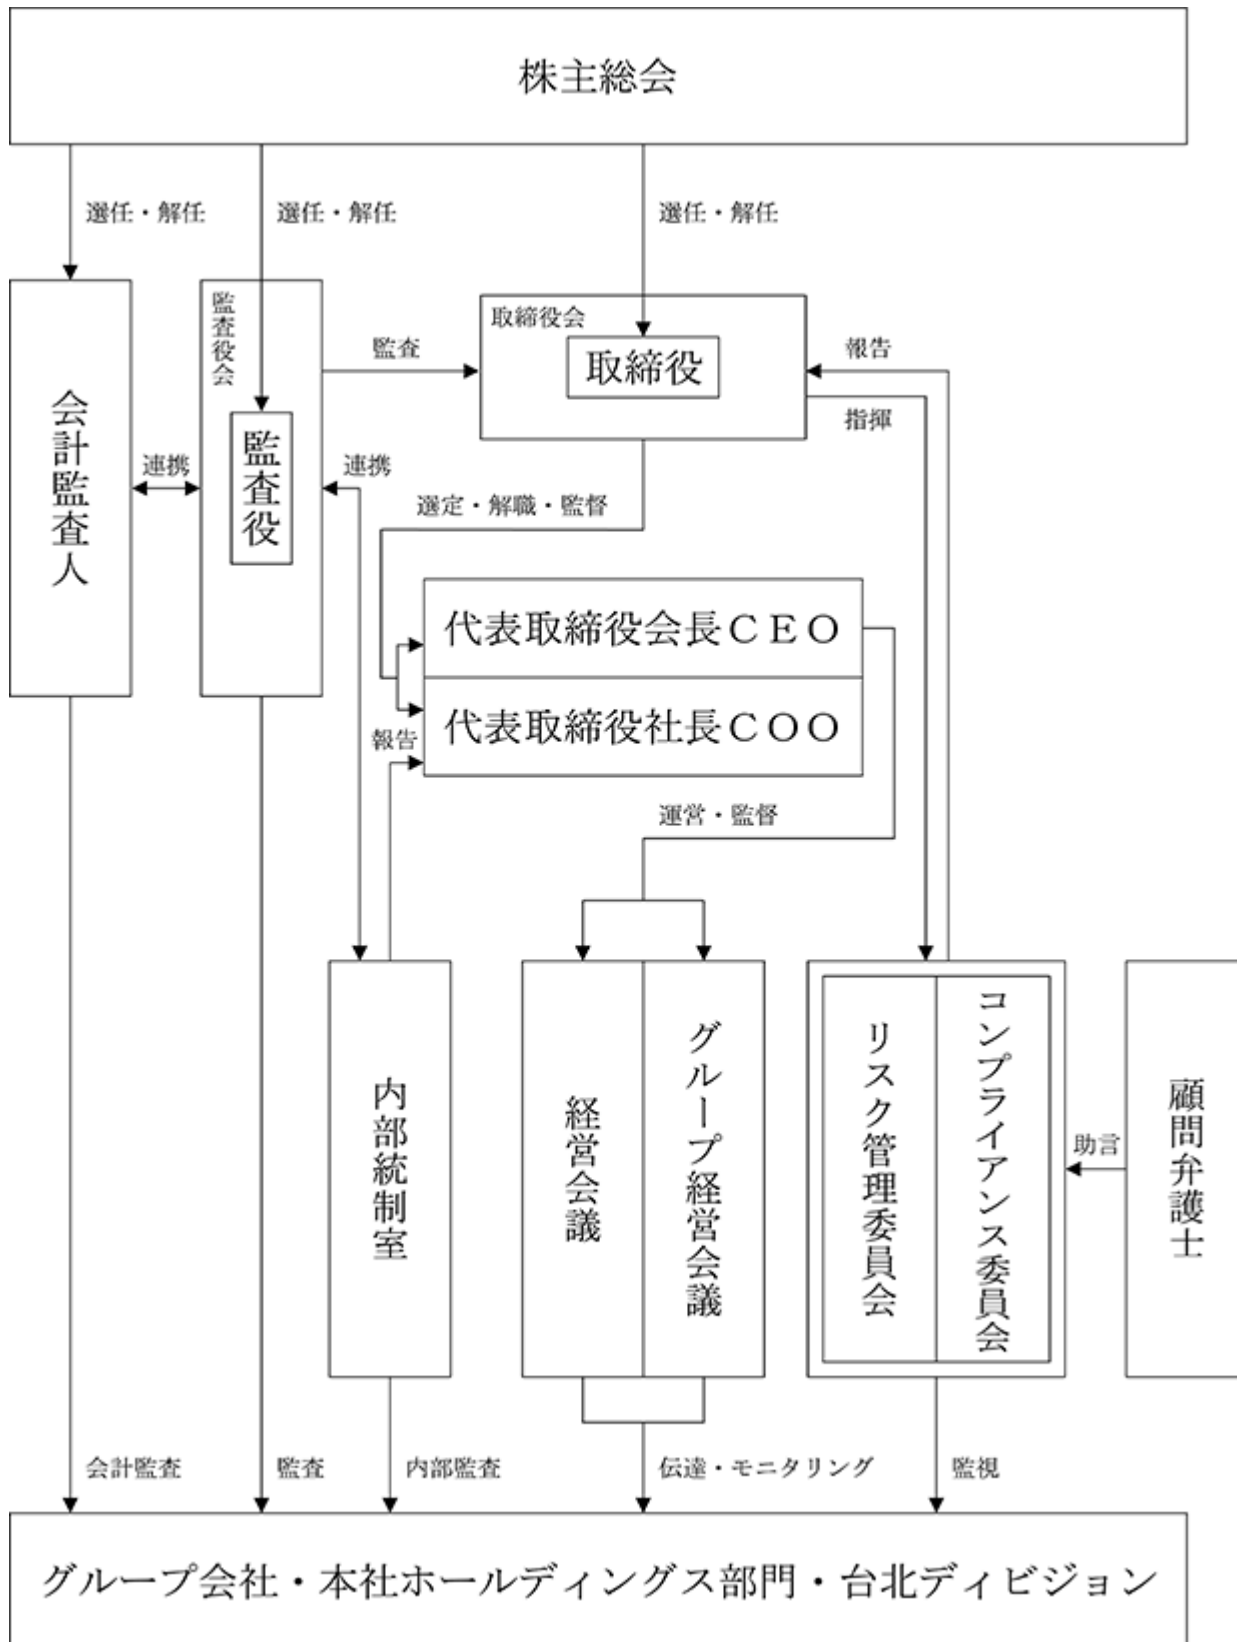 株主総会
選任・解任
選任・解任
選任・解任
会計監査人
監査役会
監査役
連携
監査
連携
取締役会
取締役
報告
指揮
選定・解職・監督
代表取締役会長CEO
代表取締役社長COO
報告
運営・監督
内部統制室
経営会議
グループ経営会議
リスク管理委員会
コンプライアンス委員会
助言
顧問弁護士
会計監査
監査
内部監査
伝達・モニタリング
監視
グループ会社・本社ホールディングス部門・台北ディビジョン